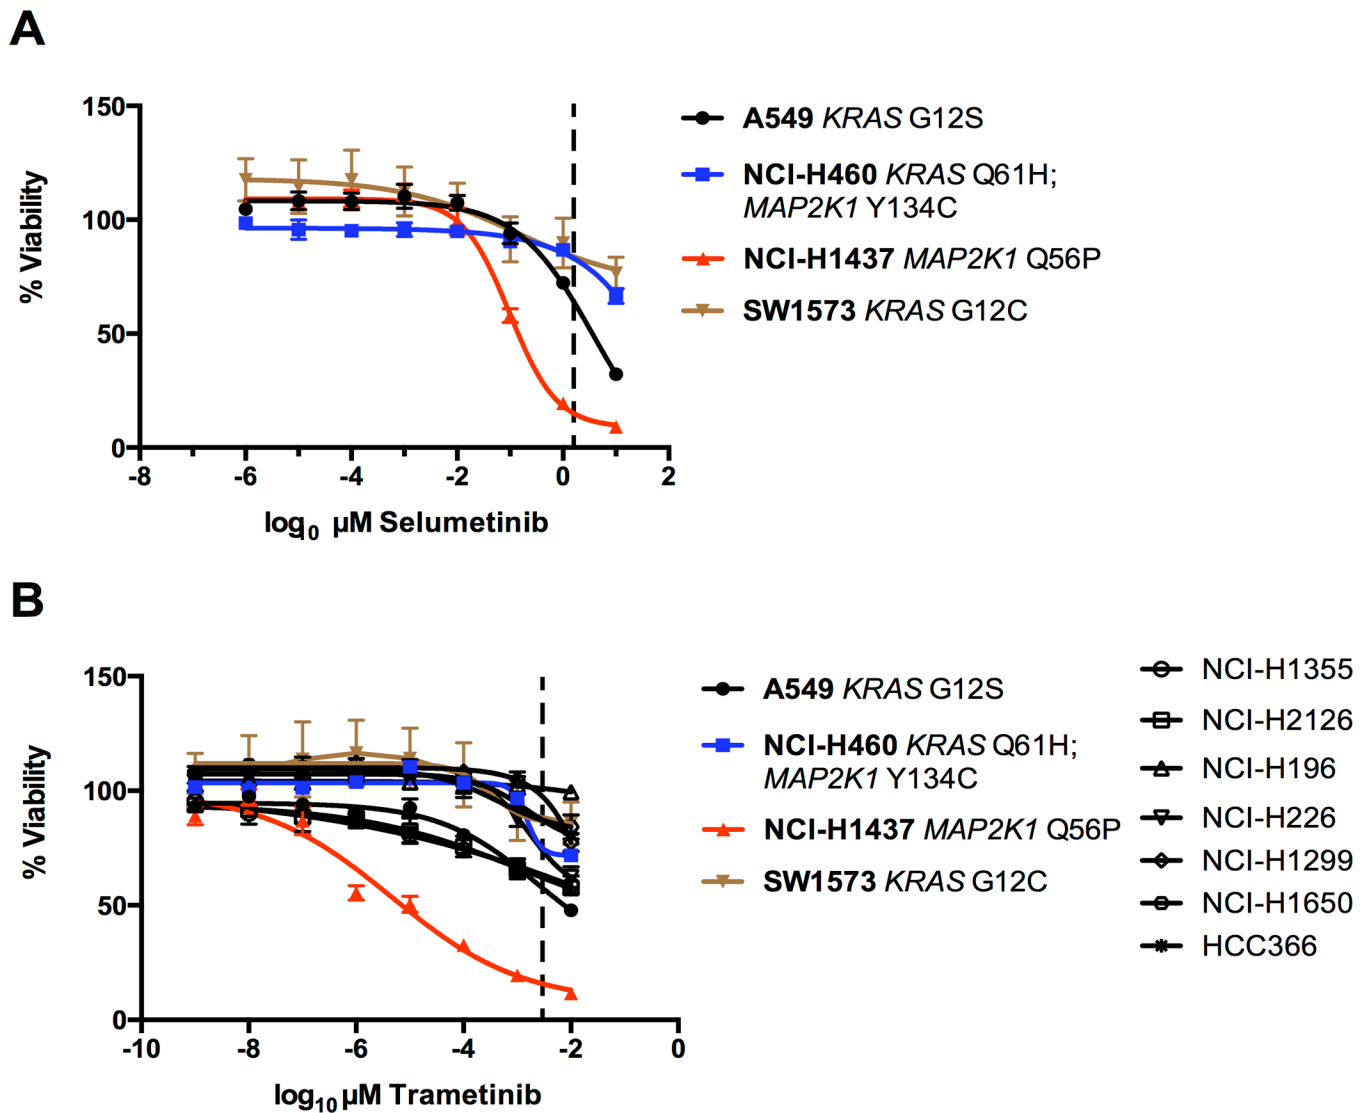 A
150
100
50
0
% Viability
-8
-6
-4
-2
0
2
log0 µM Selumetinib
A549 KRAS G12S
NCI-H460 KRAS Q61H;
MAP2K1 Y134C
NCI-H1437 MAP2K1 Q56P
SW1573 KRAS G12C
B
150
100
50
0
% Viability
-10
-8
-6
-4
-2
0
log10 µM Trametinib
A549 KRAS G12S
NCI-H460 KRAS Q61H;
MAP2K1 Y134C
NCI-H1437 MAP2K1 Q56P
SW1573 KRAS G12C
NCI-H1355
NCI-H2126
NCI-H196
NCI-H226
NCI-H1299
NCI-H1650
HCC366